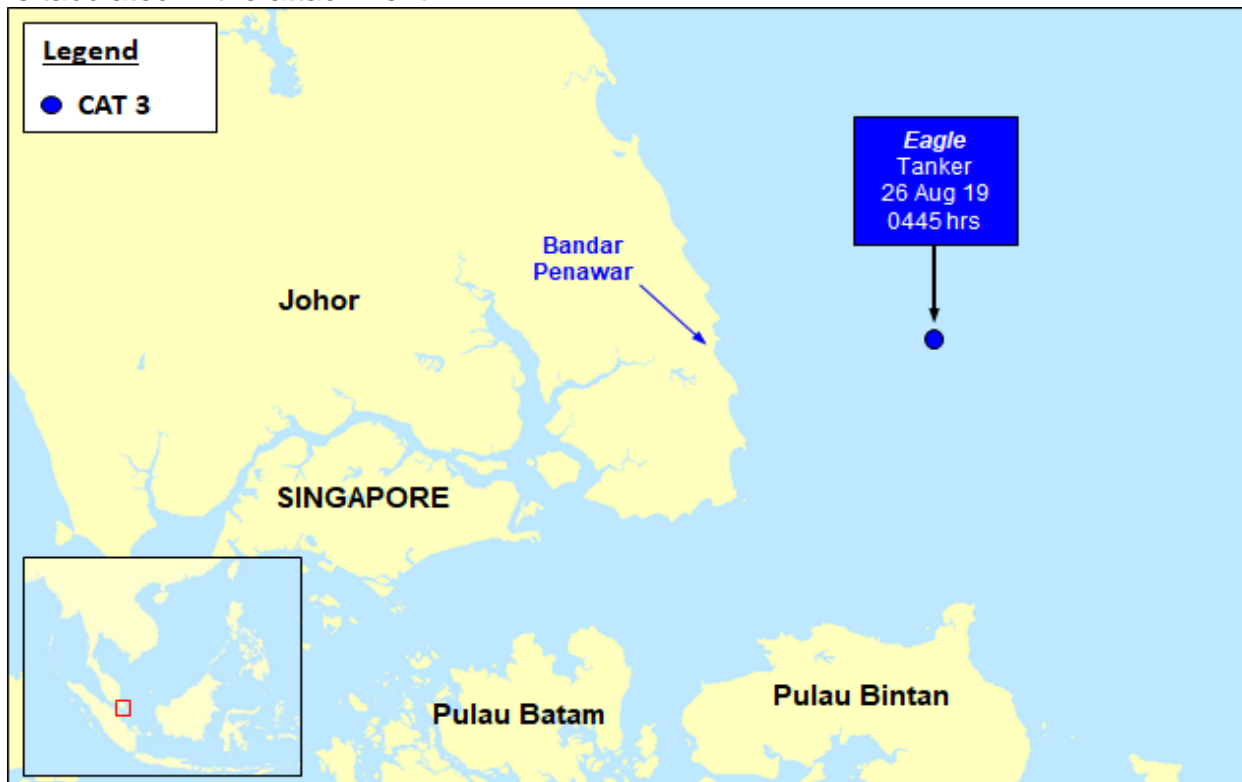 Legend
CAT 3
Eagle
Tanker
26 Aug 19
0445 hrs
Bandar
Penawar
Johor
SINGAPORE
Pulau Batam
Pulau Bintan